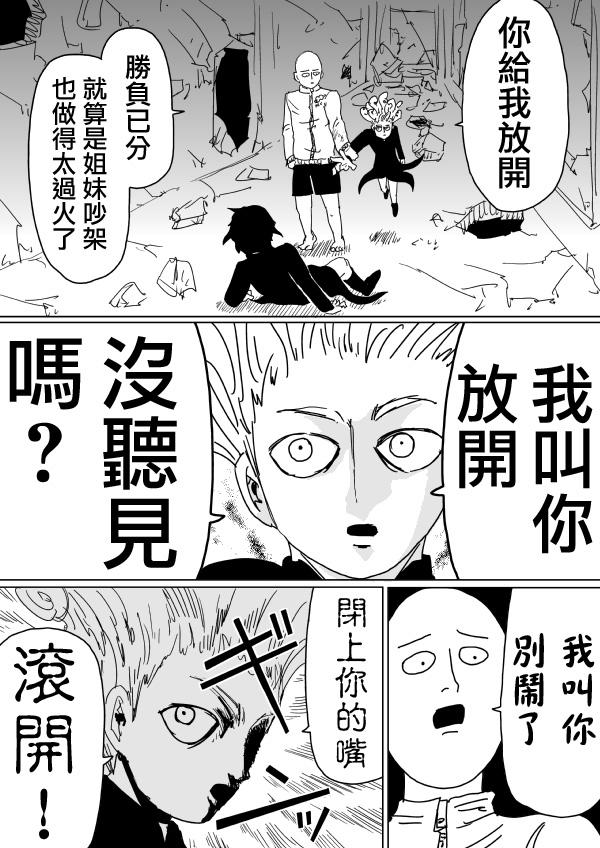 你給我放開
勝負已分
就算是姐妹吵架
也做得太過火了
我叫你
放開
沒聽見
嗎？
我叫你
別鬧了
閉上你的嘴
ギギ
滾開！